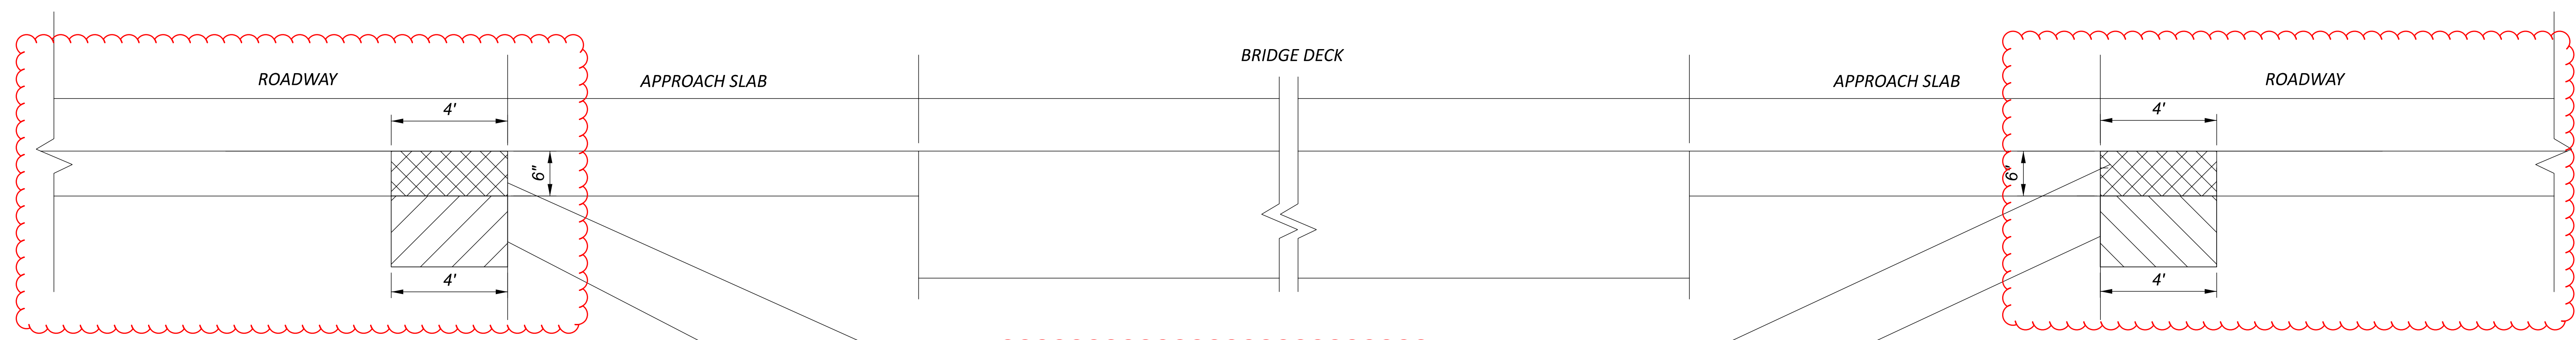 BRIDGE DECK
ROADWAY
APPROACH SLAB
APPROACH SLAB
ROADWAY
4'
4'
6"
6"
4'
4'